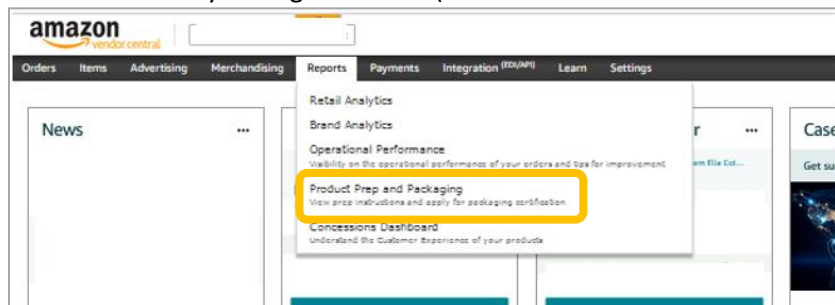 amazon
vendor central
Orders Items Advertising Merchandising Reports Payments Integration (EDI/API) Learn Settings
Retail Analytics
Brand Analytics
Operational Performance
Visibility on the operational performance of your orders and tips for improvement
Product Prep and Packaging
View prep instructions and apply for packaging certification
Concessions Dashboard
Understand the Customer Experience of your products
News ...
r ...
Case
Get su